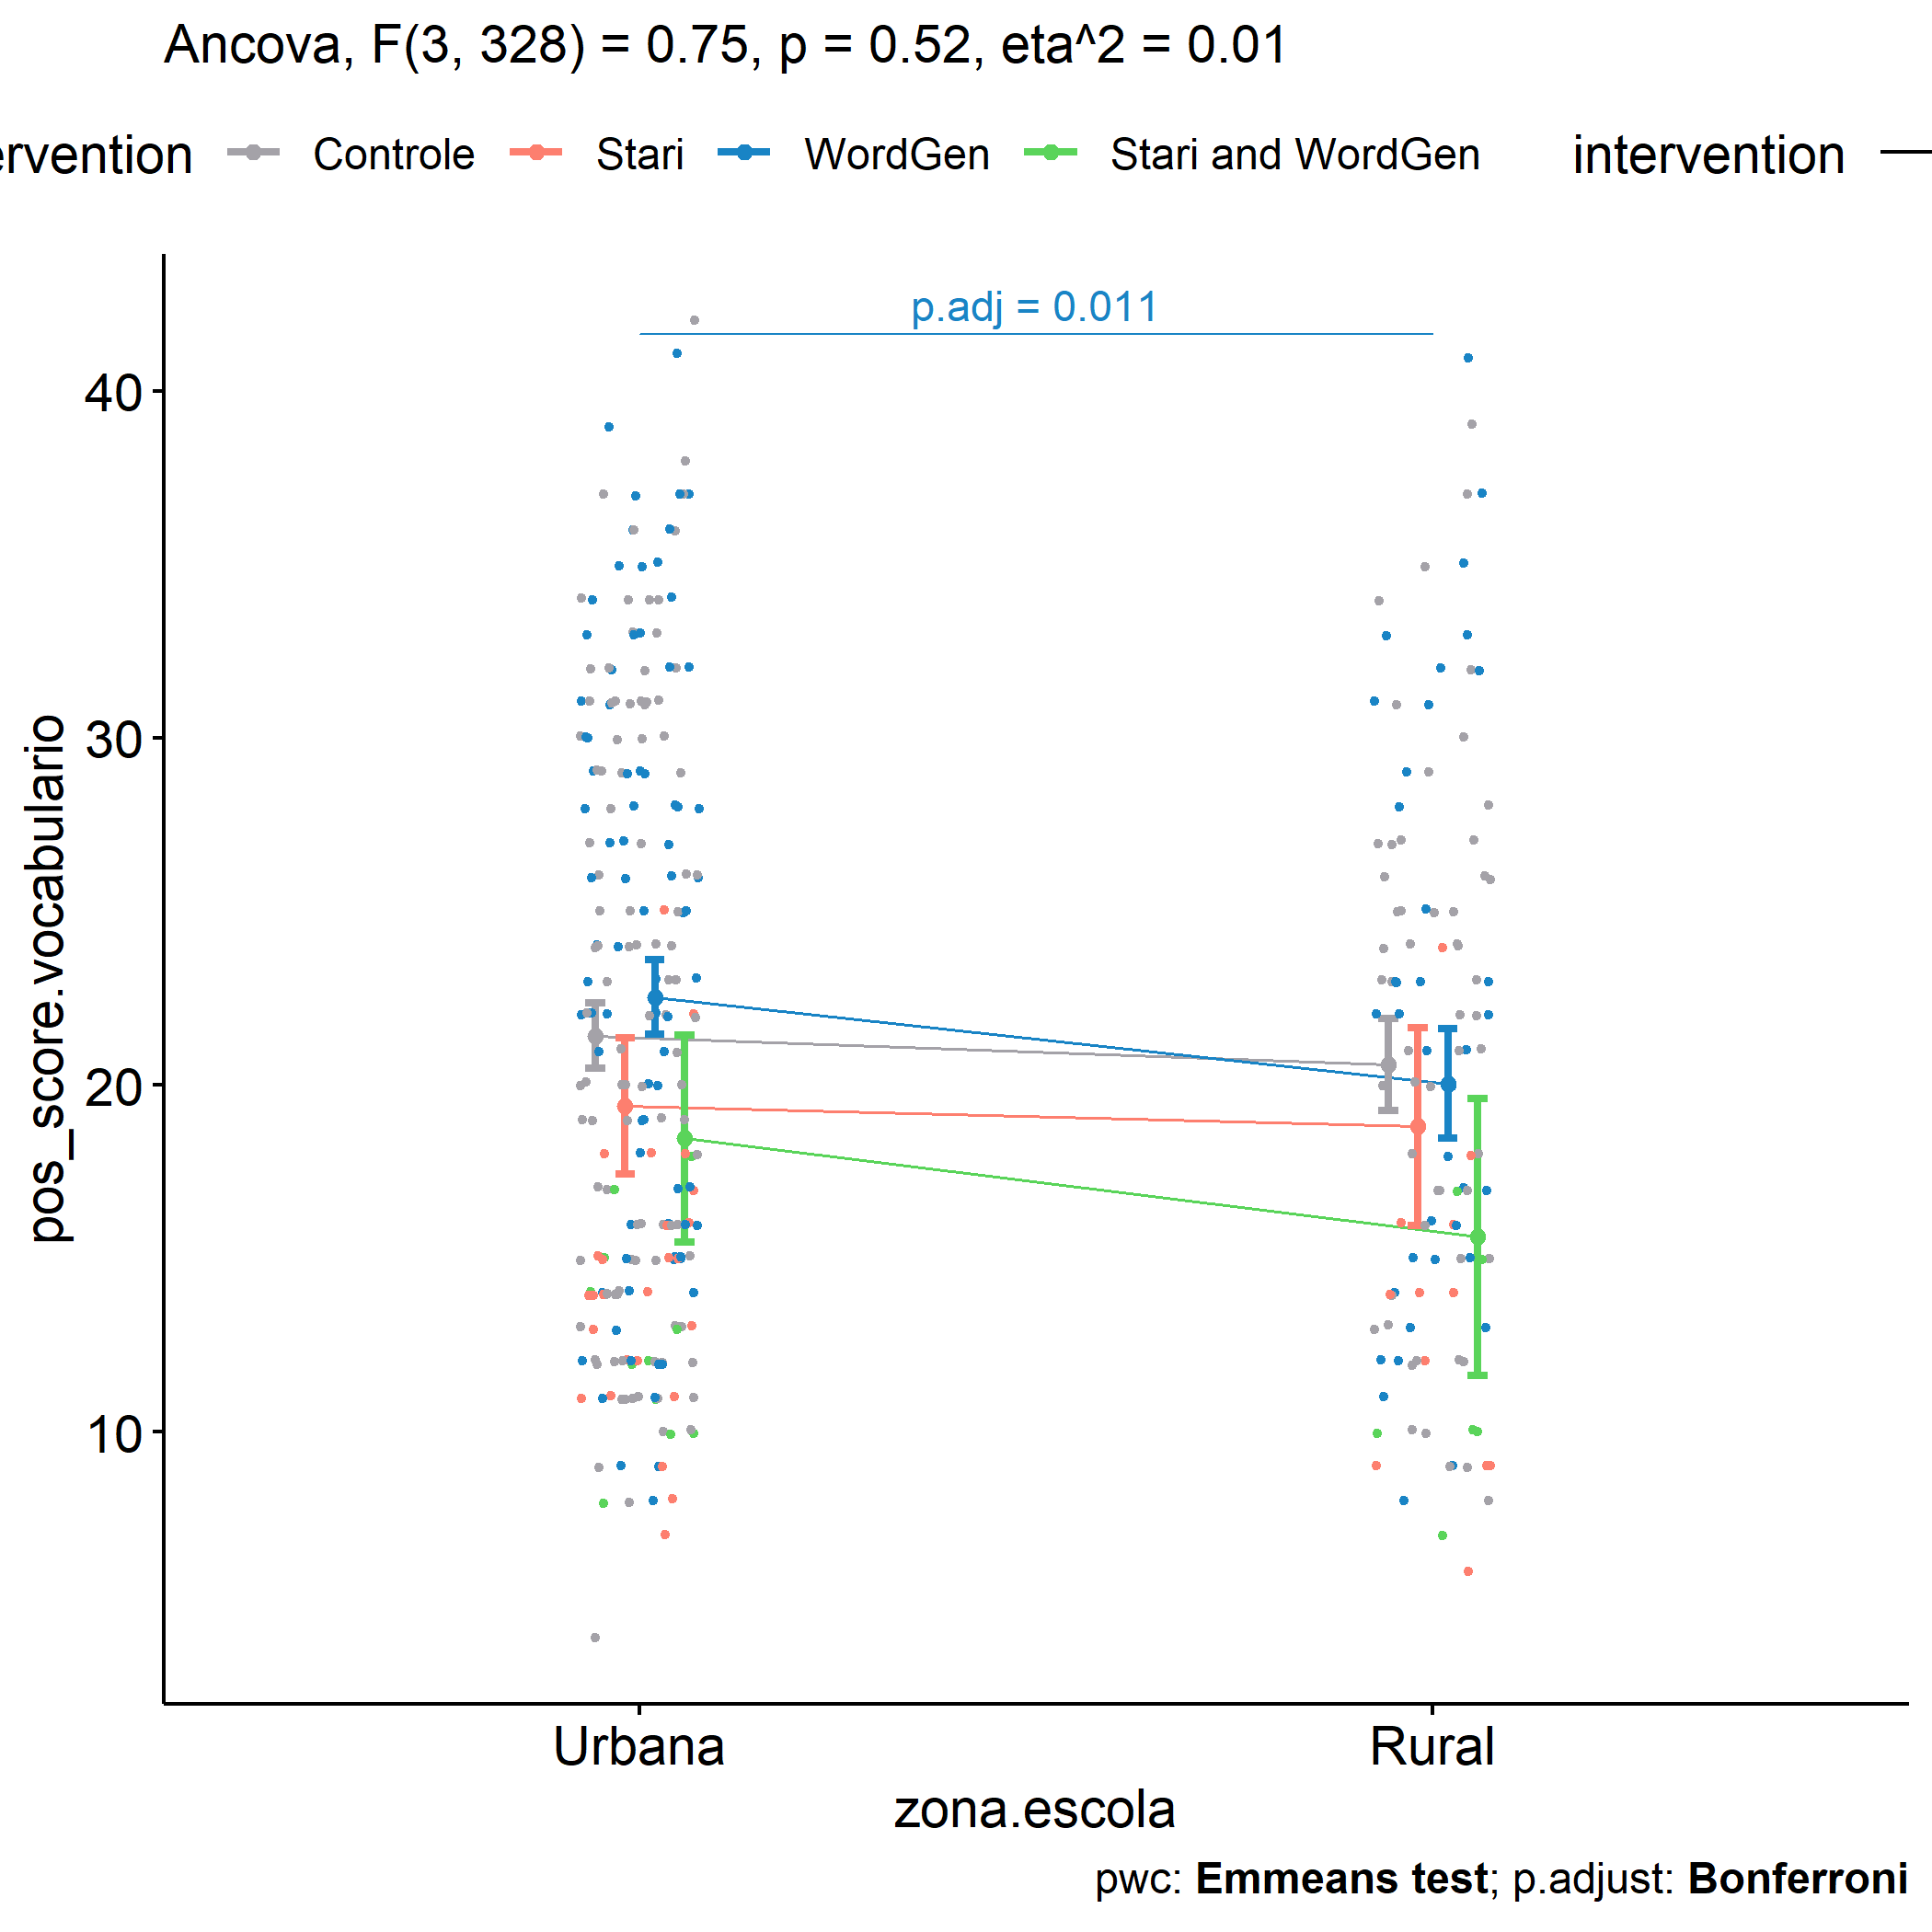 Ancova, F(3, 328) = 0.75, p = 0.52, eta^2 = 0.01
ervention Controle Stari WordGen Stari and WordGen intervention
p.adj = 0.011
40
30
20
10
pos_score.vocabulario
Urbana Rural
zona.escola
pwc: Emmeans test; p.adjust: Bonferroni